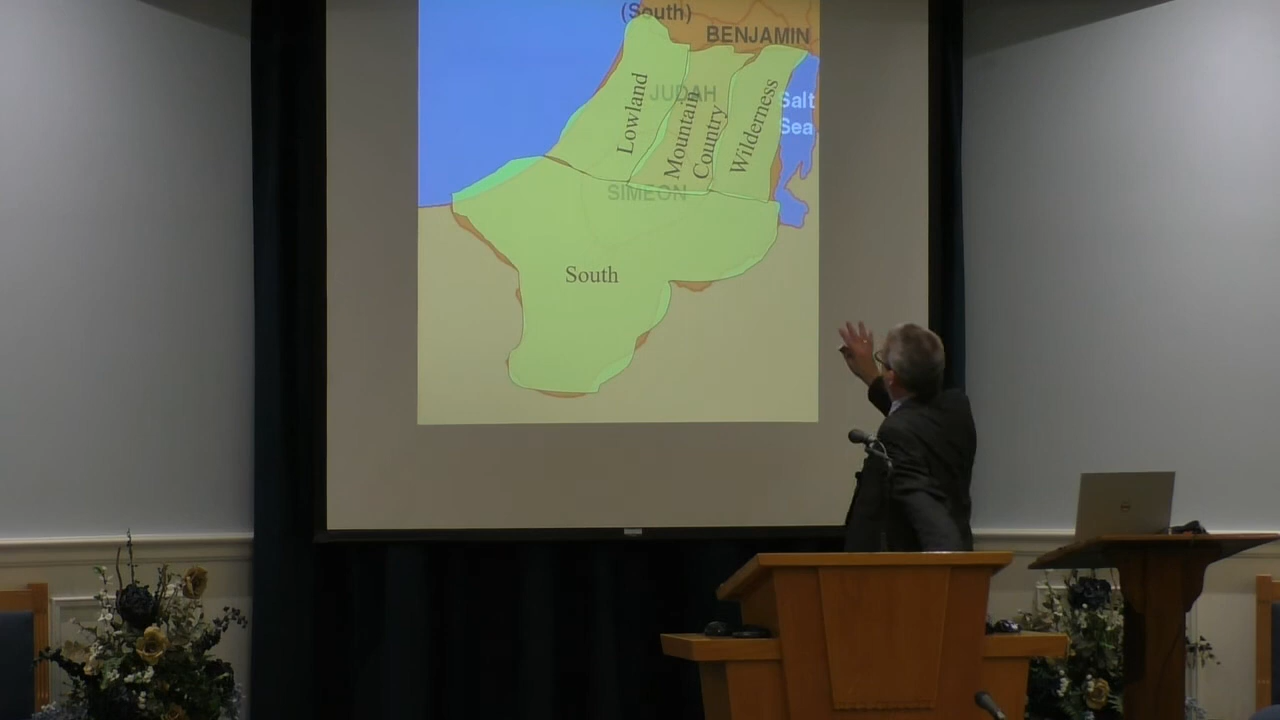 (South)
BENJAMIN
JUDAH
Lowland
Mountain
Country
Wilderness
Salt
Sea
SIMEON
South